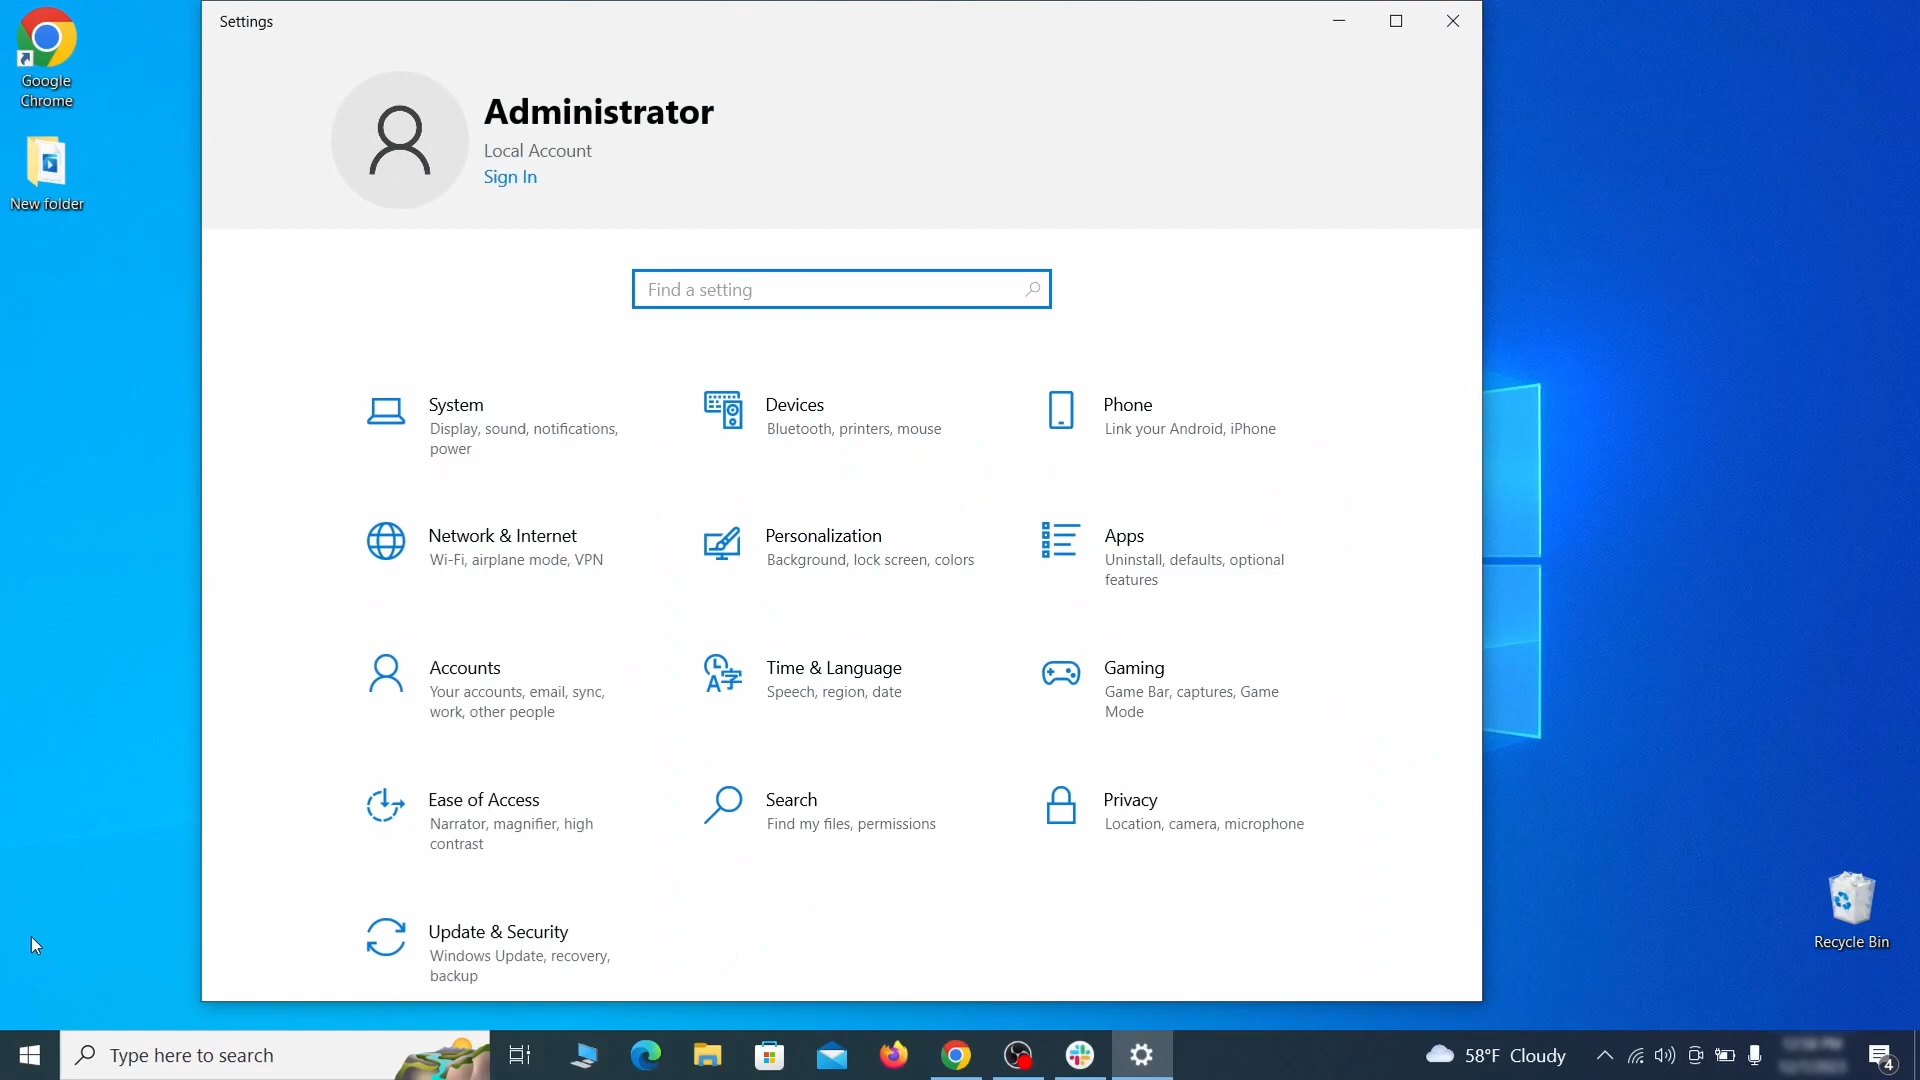 Settings
Google
Chrome
New folder
Administrator
Local Account
Sign In
Find a setting
System
Display, sound, notifications,
power
Devices
Bluetooth, printers, mouse
Phone
Link your Android, iPhone
Network & Internet
Wi-Fi, airplane mode, VPN
Personalization
Background, lock screen, colors
Apps
Uninstall, defaults, optional
features
Accounts
Your accounts, email, sync,
work, other people
Time & Language
Speech, region, date
Gaming
Game Bar, captures, Game
Mode
Ease of Access
Narrator, magnifier, high
contrast
Search
Find my files, permissions
Privacy
Location, camera, microphone
Update & Security
Windows Update, recovery,
backup
Recycle Bin
Type here to search
58°F Cloudy
4